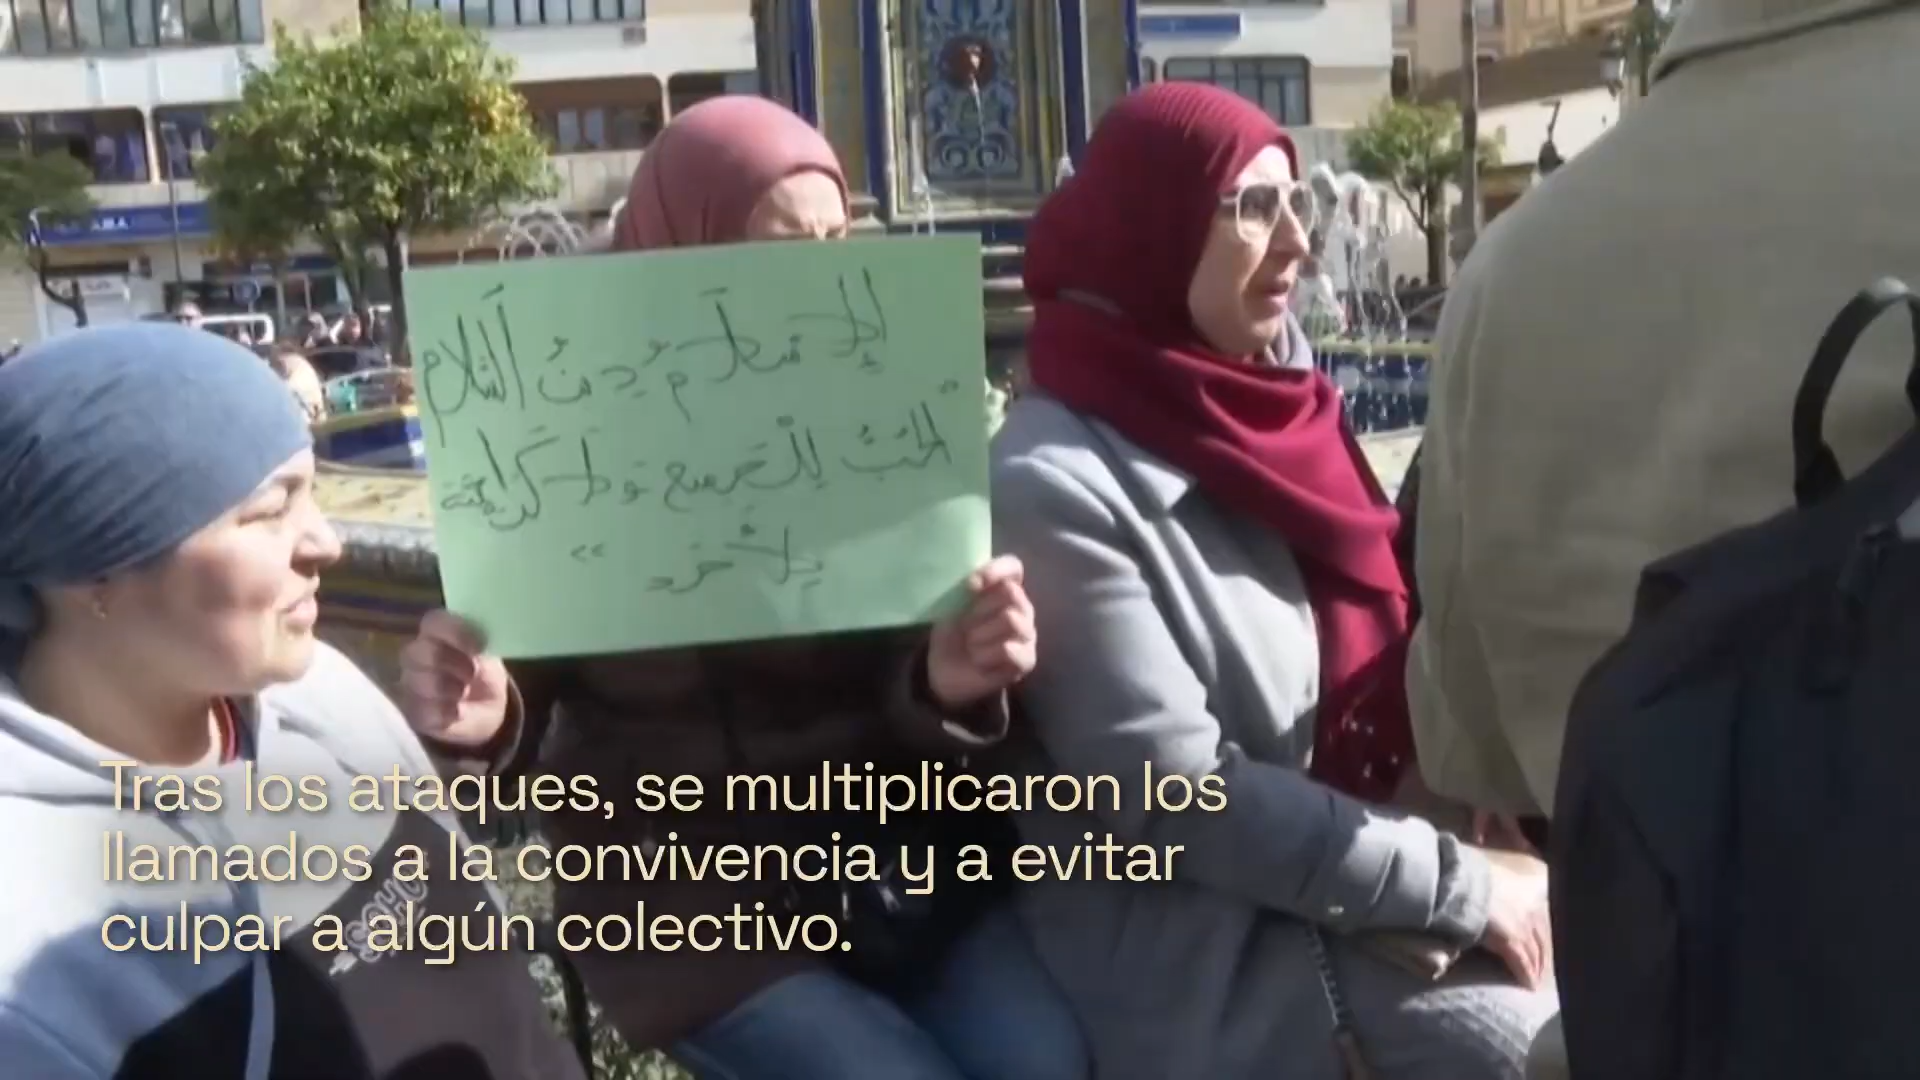 الإسلام دين السلام
الحب للجميع ولا كراهية
لأحد "
Tras los ataques, se multiplicaron los
llamados a la convivencia y a evitar
culpar a algún colectivo.